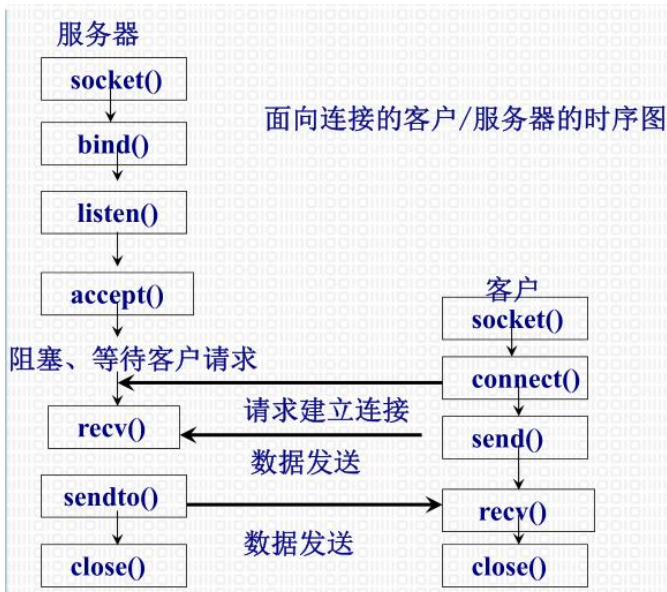 服务器
socket()
面向连接的客户/服务器的时序图
bind()
listen()
accept()
客户
socket()
阻塞、等待客户请求
connect()
请求建立连接
recv()
send()
数据发送
sendto()
recv()
数据发送
close()
close()